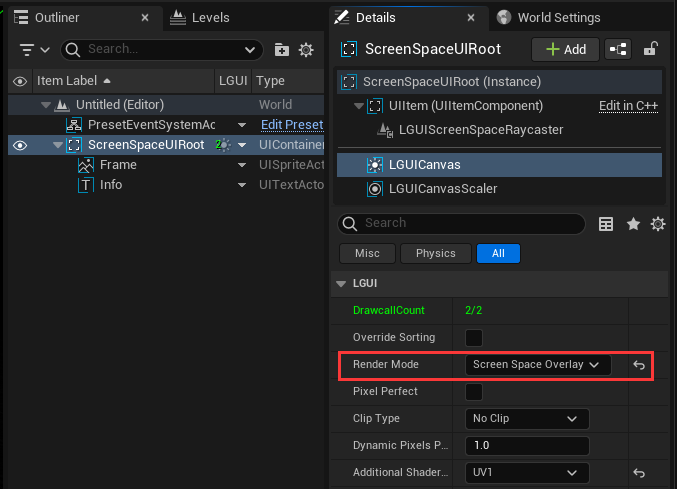 Outliner
Levels
Search...
Item Label
LGUI
Type
Untitled (Editor)
World
PresetEventSystemAc
Edit Preset
ScreenSpaceUIRoot
2
UIContainer
Frame
UISpriteAct
Info
UITextActo
Details
World Settings
ScreenSpaceUIRoot
+ Add
ScreenSpaceUIRoot (Instance)
UIItem (UIItemComponent)
Edit in C++
LGUIScreenSpaceRaycaster
LGUICanvas
LGUICanvasScaler
Search
Misc
Physics
All
LGUI
DrawcallCount
2/2
Override Sorting
Render Mode
Screen Space Overlay
Pixel Perfect
Clip Type
No Clip
Dynamic Pixels P...
1.0
Additional Shader...
UV1